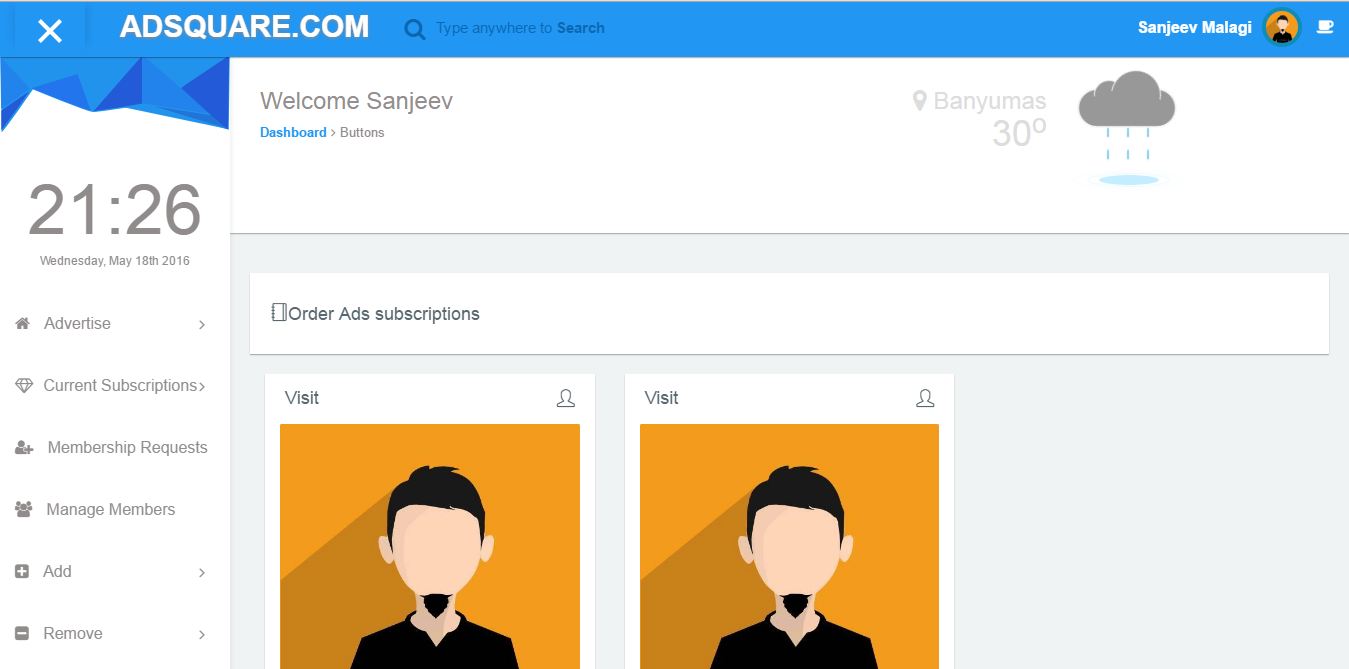 ADSQUARE.COM
Type anywhere to Search
Sanjeev Malagi
Welcome Sanjeev
Dashboard > Buttons
Banyumas
30°
21:26
Wednesday, May 18th 2016
Advertise
Current Subscriptions
Membership Requests
Manage Members
Add
Remove
Order Ads subscriptions
Visit
Visit